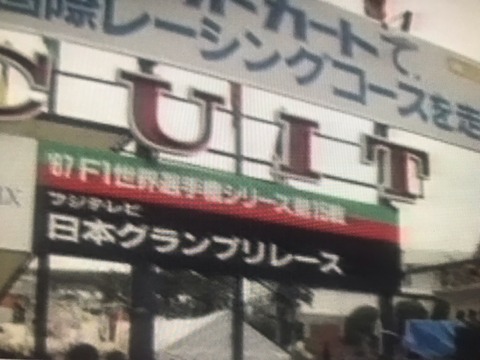 カートで、
国際レーシングコースを走
CUIT
'87 F1世界選手権シリーズ第15戦
フジテレビ
日本グランプリレース